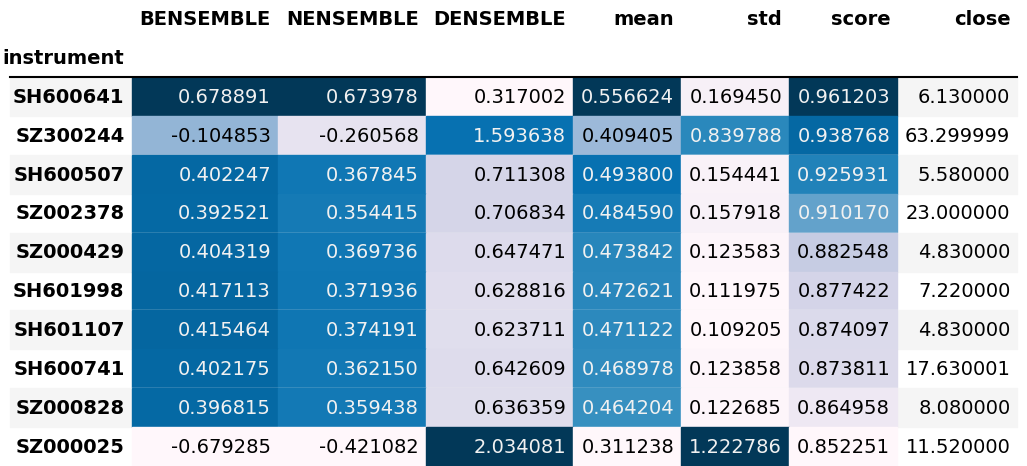 BENSEMBLE NENSEMBLE DENSEMBLE mean std score close
instrument
SH600641 0.678891 0.673978 0.317002 0.556624 0.169450 0.961203 6.130000
SZ300244 -0.104853 -0.260568 1.593638 0.409405 0.839788 0.938768 63.299999
SH600507 0.402247 0.367845 0.711308 0.493800 0.154441 0.925931 5.580000
SZ002378 0.392521 0.354415 0.706834 0.484590 0.157918 0.910170 23.000000
SZ000429 0.404319 0.369736 0.647471 0.473842 0.123583 0.882548 4.830000
SH601998 0.417113 0.371936 0.628816 0.472621 0.111975 0.877422 7.220000
SH601107 0.415464 0.374191 0.623711 0.471122 0.109205 0.874097 4.830000
SH600741 0.402175 0.362150 0.642609 0.468978 0.123858 0.873811 17.630001
SZ000828 0.396815 0.359438 0.636359 0.464204 0.122685 0.864958 8.080000
SZ000025 -0.679285 -0.421082 2.034081 0.311238 1.222786 0.852251 11.520000